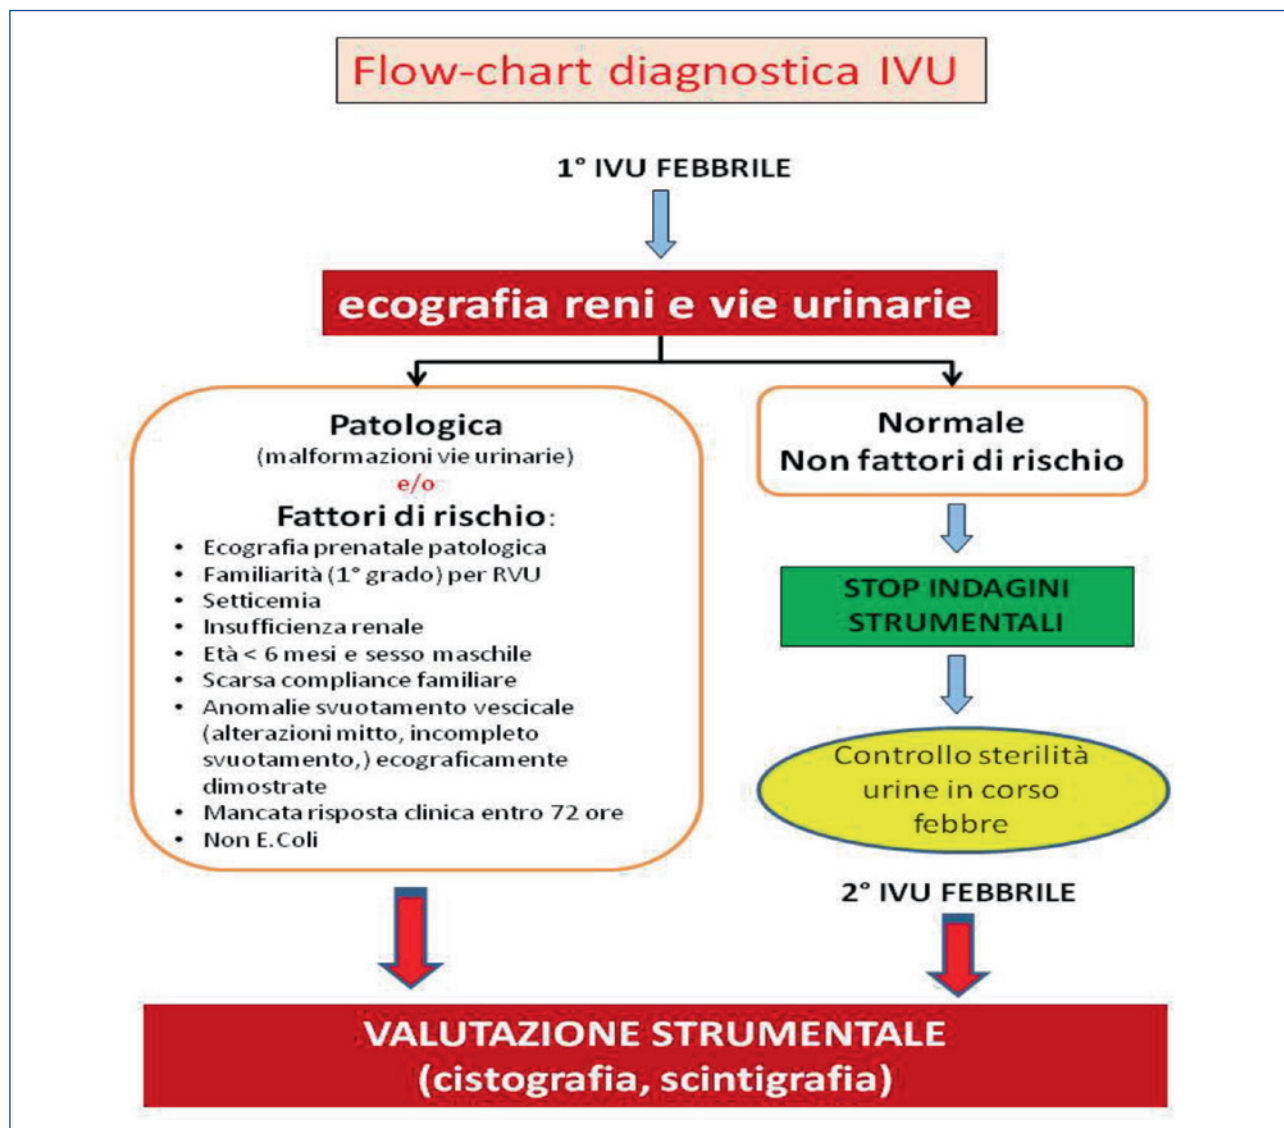 Flow-chart diagnostica IVU
1° IVU FEBBRILE
ecografia reni e vie urinarie
Patologica
(malformazioni vie urinarie)
e/o
Fattori di rischio:
• Ecografia prenatale patologica
• Familiarità (1° grado) per RVU
• Setticemia
• Insufficienza renale
• Età < 6 mesi e sesso maschile
• Scarsa compliance familiare
• Anomalie svuotamento vescicale
(alterazioni mitto, incompleto
svuotamento,) ecograficamente
dimostrate
• Mancata risposta clinica entro 72 ore
• Non E.Coli
Normale
Non fattori di rischio
STOP INDAGINI
STRUMENTALI
Controllo sterilità
urine in corso
febbre
2° IVU FEBBRILE
VALUTAZIONE STRUMENTALE
(cistografia, scintigrafia)